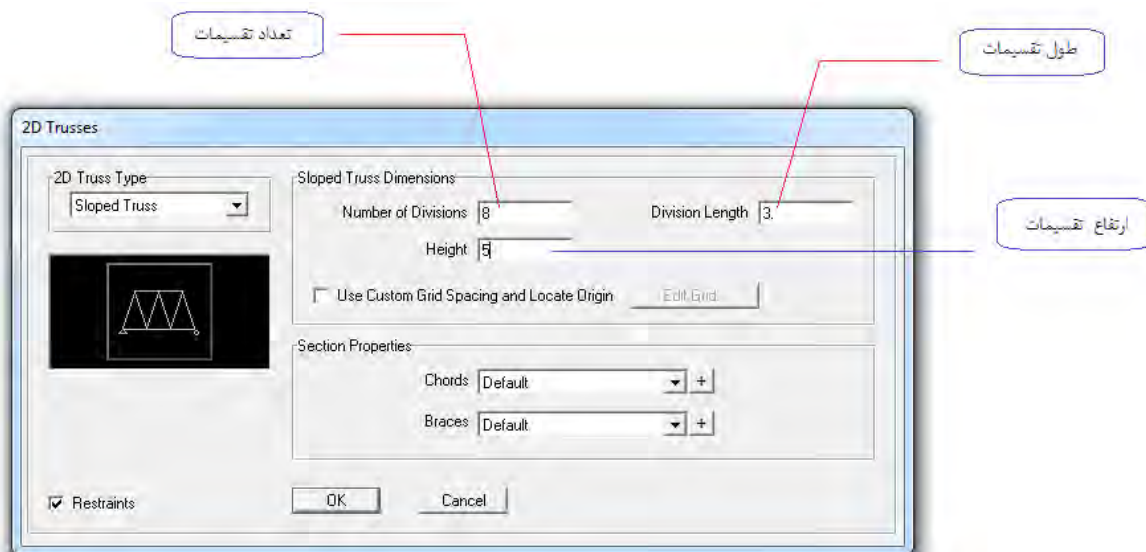 تعداد تقسیمات
طول تقسیمات
2D Trusses
2D Truss Type
Sloped Truss
Sloped Truss Dimensions
Number of Divisions 8
Division Length 3.
Height 5
ارتفاع تقسیمات
Use Custom Grid Spacing and Locate Origin
Edit Grid...
Section Properties
Chords Default +
Braces Default +
Restraints
OK
Cancel